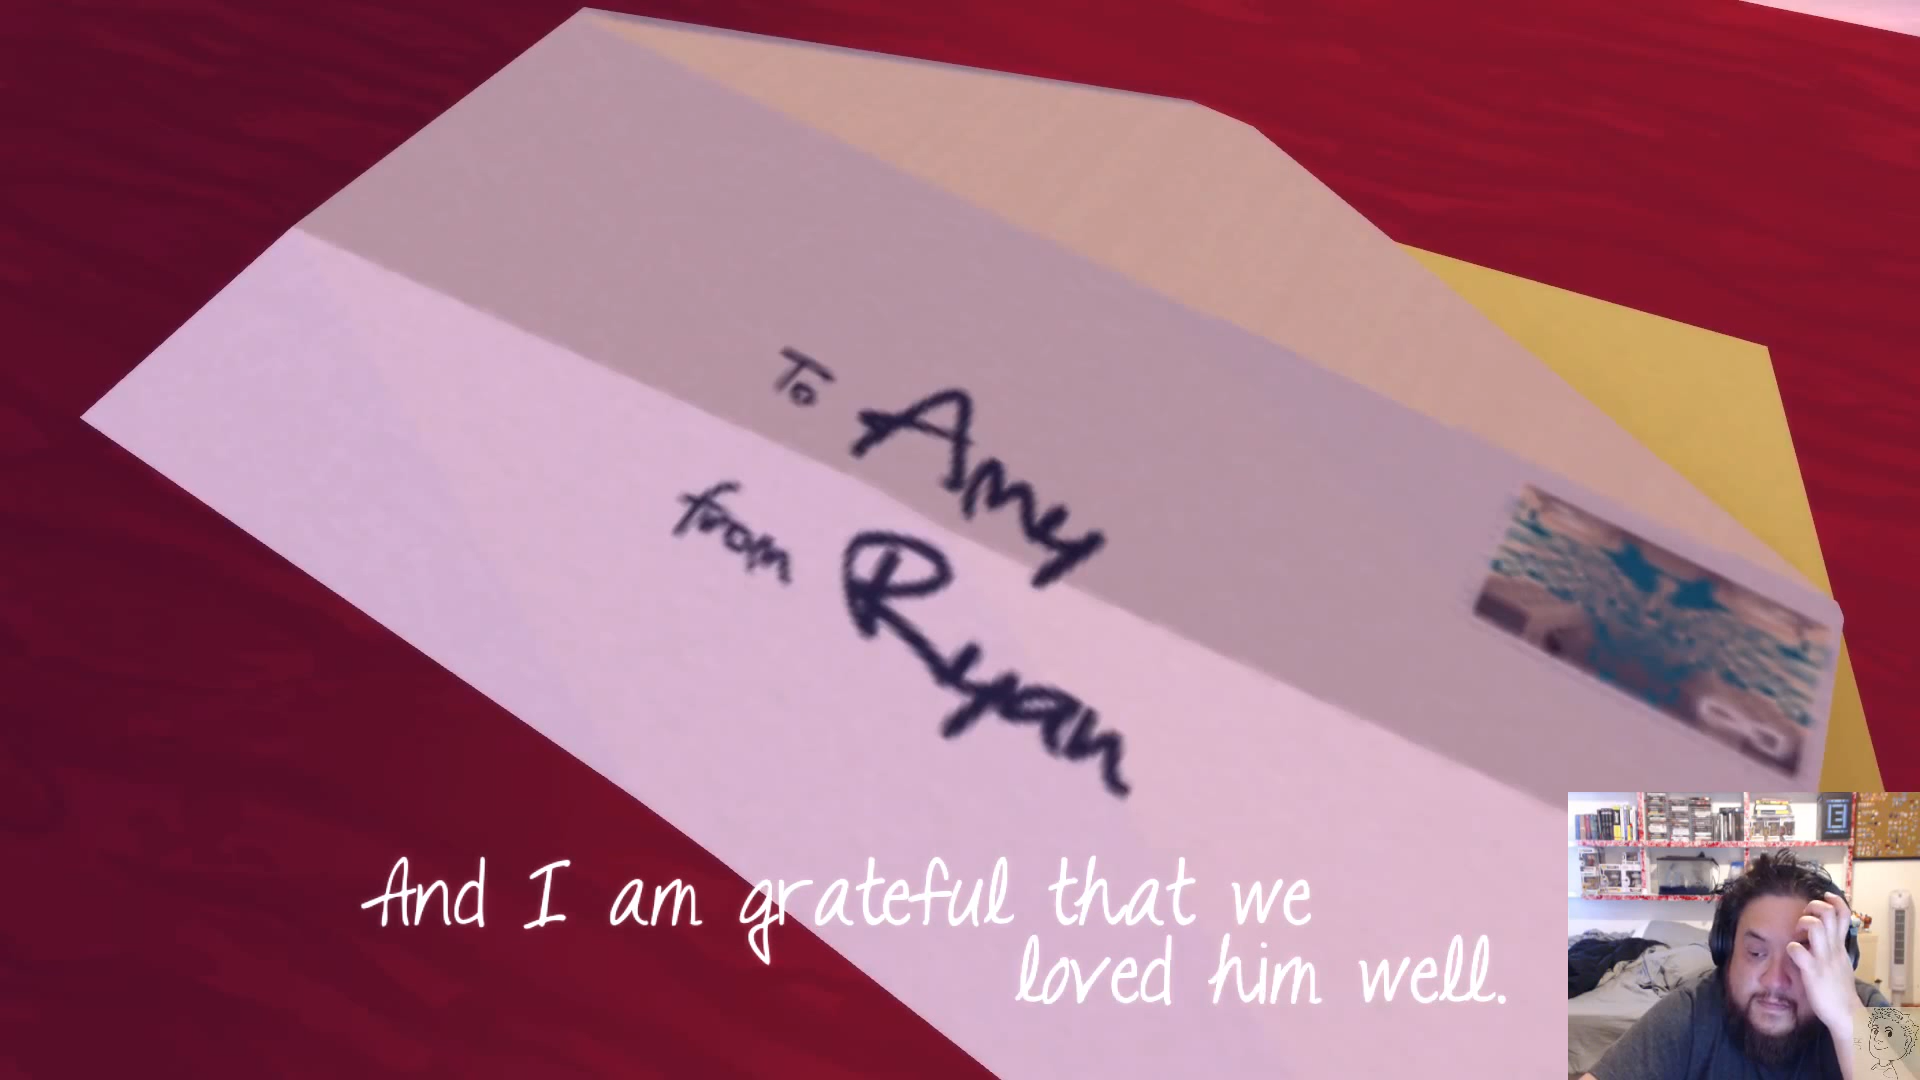 To Amy
from Ryan
And I am grateful that we
loved him well.